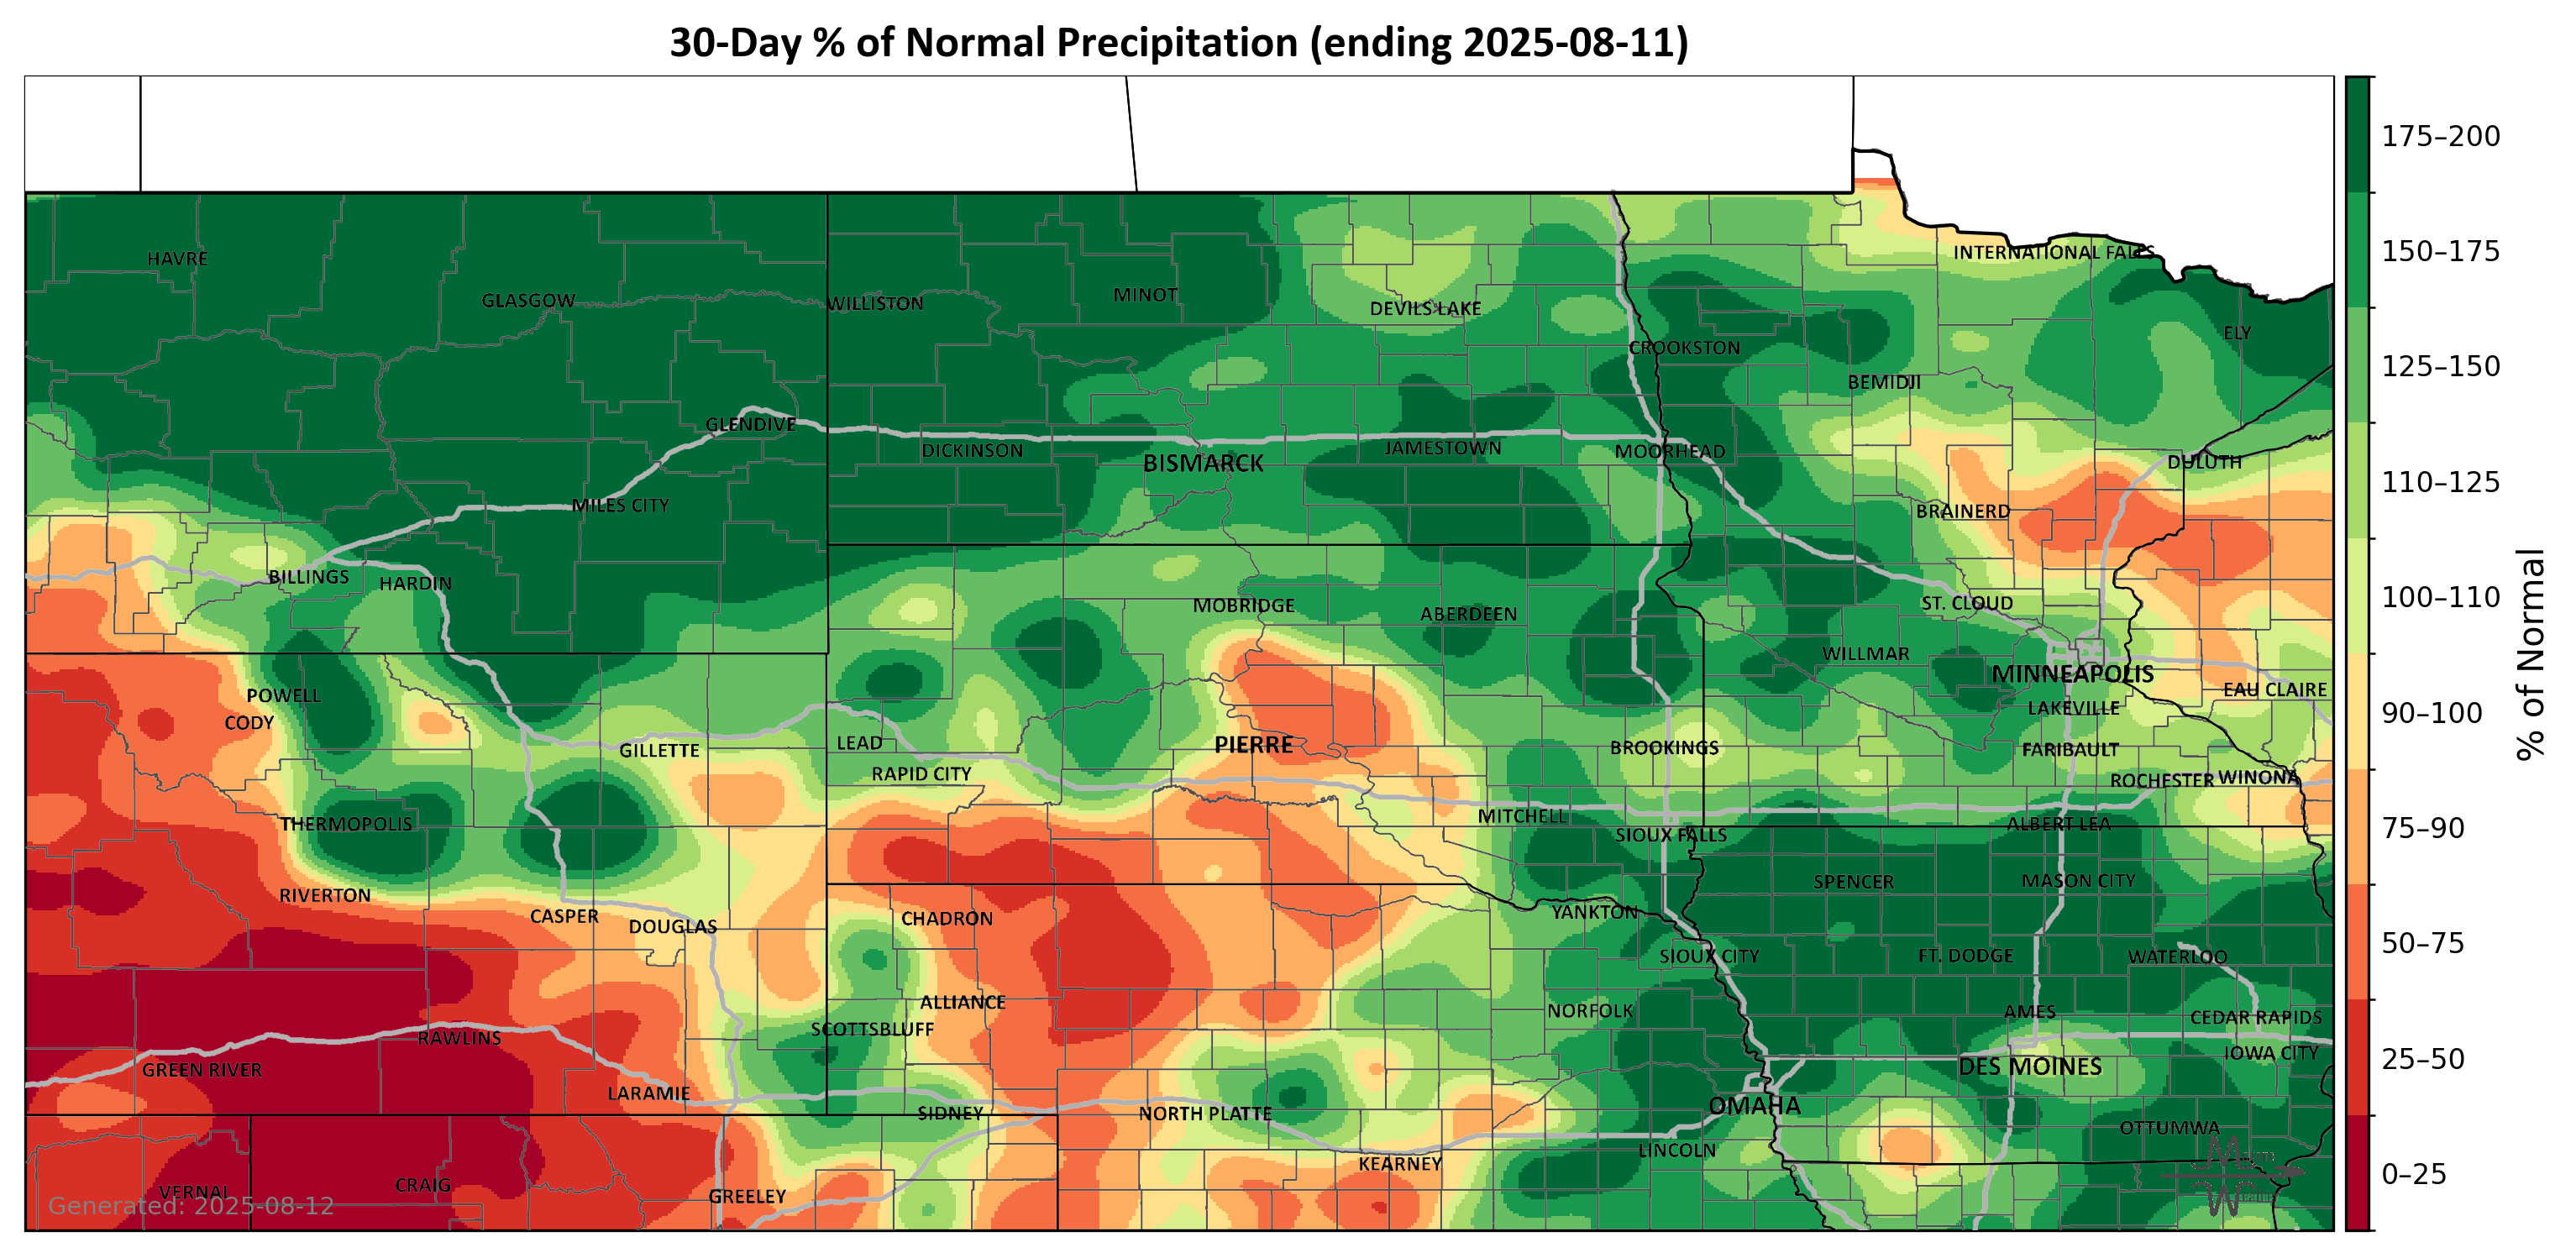 30-Day % of Normal Precipitation (ending 2025-08-11)
HAVRE
GLASGOW
WILLISTON
MINOT
DEVILS LAKE
INTERNATIONAL FALLS
ELY
CROOKSTON
BEMIDJI
GLENDIVE
DICKINSON
BISMARCK
JAMESTOWN
MOORHEAD
DULUTH
MILES CITY
BRAINERD
BILLINGS
HARDIN
MOBRIDGE
ABERDEEN
ST. CLOUD
WILLMAR
MINNEAPOLIS
EAU CLAIRE
POWELL
CODY
LAKEVILLE
GILLETTE
LEAD
PIERRE
BROOKINGS
FARIBAULT
RAPID CITY
ROCHESTER
WINONA
THERMOPOLIS
MITCHELL
SIOUX FALLS
ALBERT LEA
RIVERTON
SPENCER
MASON CITY
CASPER
DOUGLAS
CHADRON
YANKTON
SIOUX CITY
FT. DODGE
WATERLOO
ALLIANCE
NORFOLK
AMES
CEDAR RAPIDS
SCOTTSBLUFF
RAWLINS
IOWA CITY
GREEN RIVER
DES MOINES
LARAMIE
SIDNEY
NORTH PLATTE
OMAHA
OTTUMWA
KEARNEY
LINCOLN
VERNAL
CRAIG
GREELEY
Generated: 2025-08-12
175–200
150–175
125–150
110–125
100–110
90–100
75–90
50–75
25–50
0–25
% of Normal